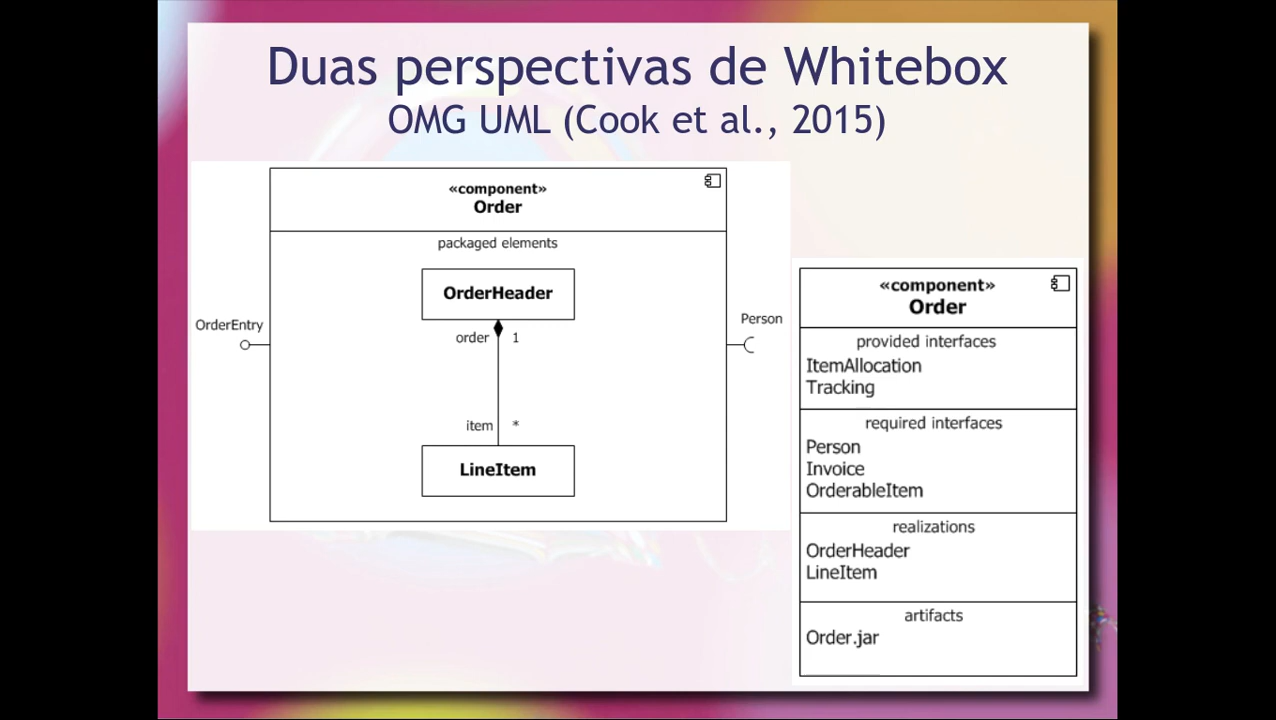 Duas perspectivas de Whitebox
OMG UML (Cook et al., 2015)
«component»
Order
packaged elements
OrderHeader
order 1
item *
LineItem
OrderEntry
Person
«component»
Order
provided interfaces
ItemAllocation
Tracking
required interfaces
Person
Invoice
OrderableItem
realizations
OrderHeader
LineItem
artifacts
Order.jar